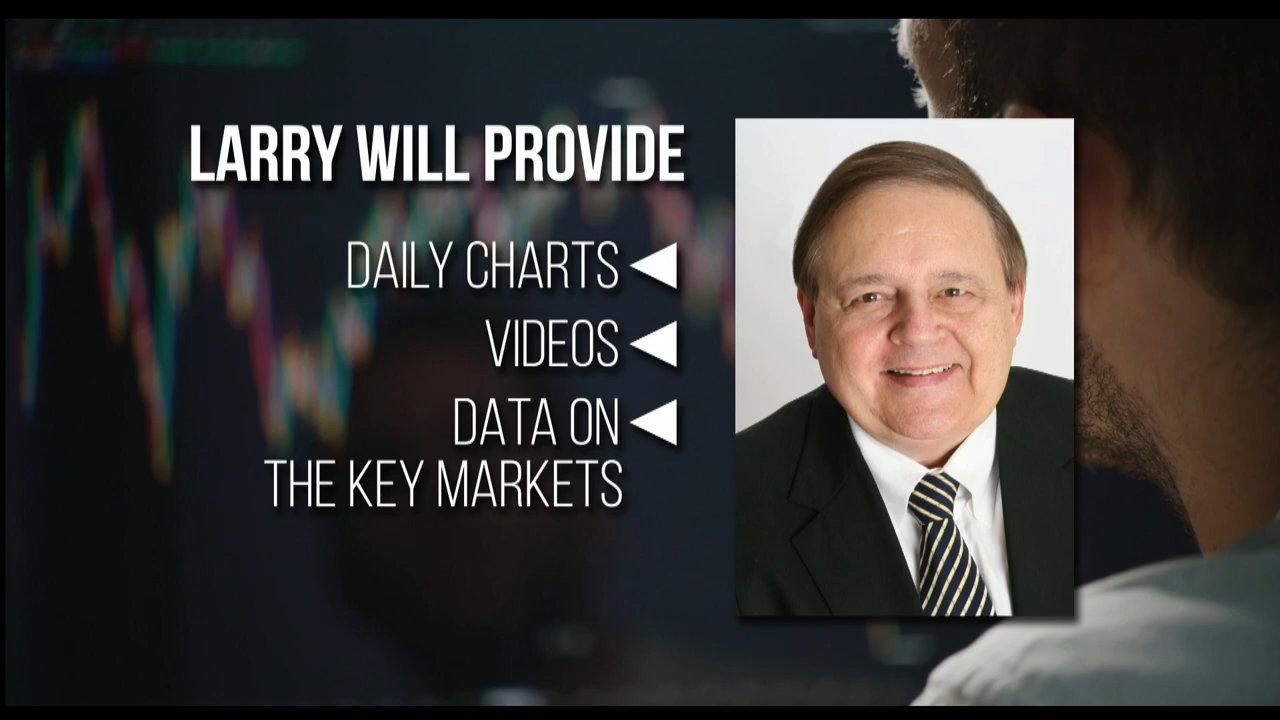 LARRY WILL PROVIDE
DAILY CHARTS
VIDEOS
DATA ON
THE KEY MARKETS